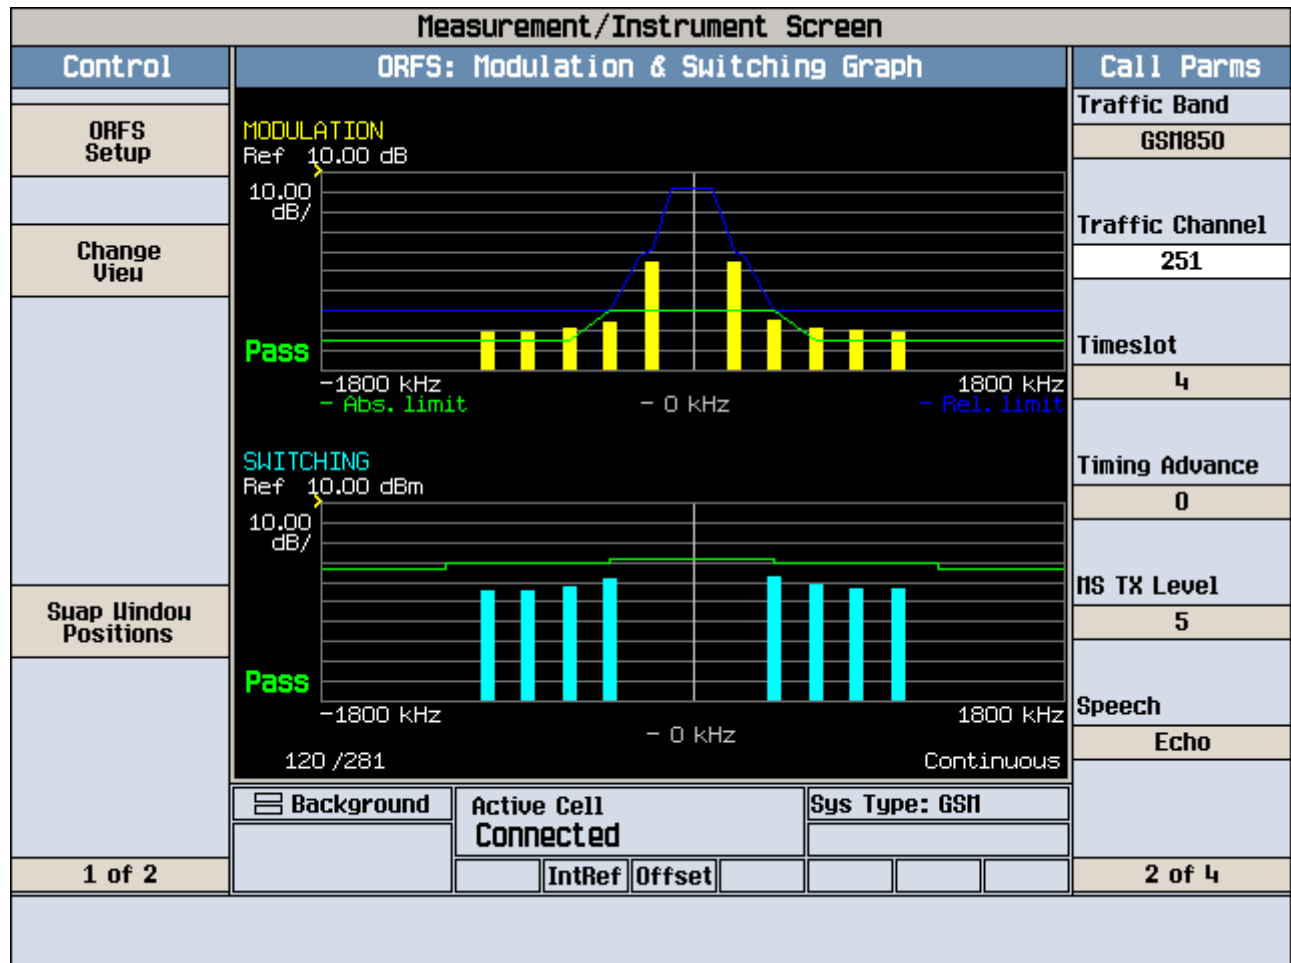 Measurement/Instrument Screen
Control
ORFS: Modulation & Switching Graph
Call Parms
ORFS
Setup
Change
View
Swap Window
Positions
1 of 2
MODULATION
Ref 10.00 dB
10.00
dB/
Pass
-1800 kHz
1800 kHz
- Abs. limit
- 0 kHz
- Rel. limit
SWITCHING
Ref 10.00 dBm
10.00
dB/
Pass
-1800 kHz
1800 kHz
- 0 kHz
120 /281
Continuous
Background
Active Cell
Connected
Sys Type: GSM
IntRef
Offset
Traffic Band
GSM850
Traffic Channel
251
Timeslot
4
Timing Advance
0
MS TX Level
5
Speech
Echo
2 of 4